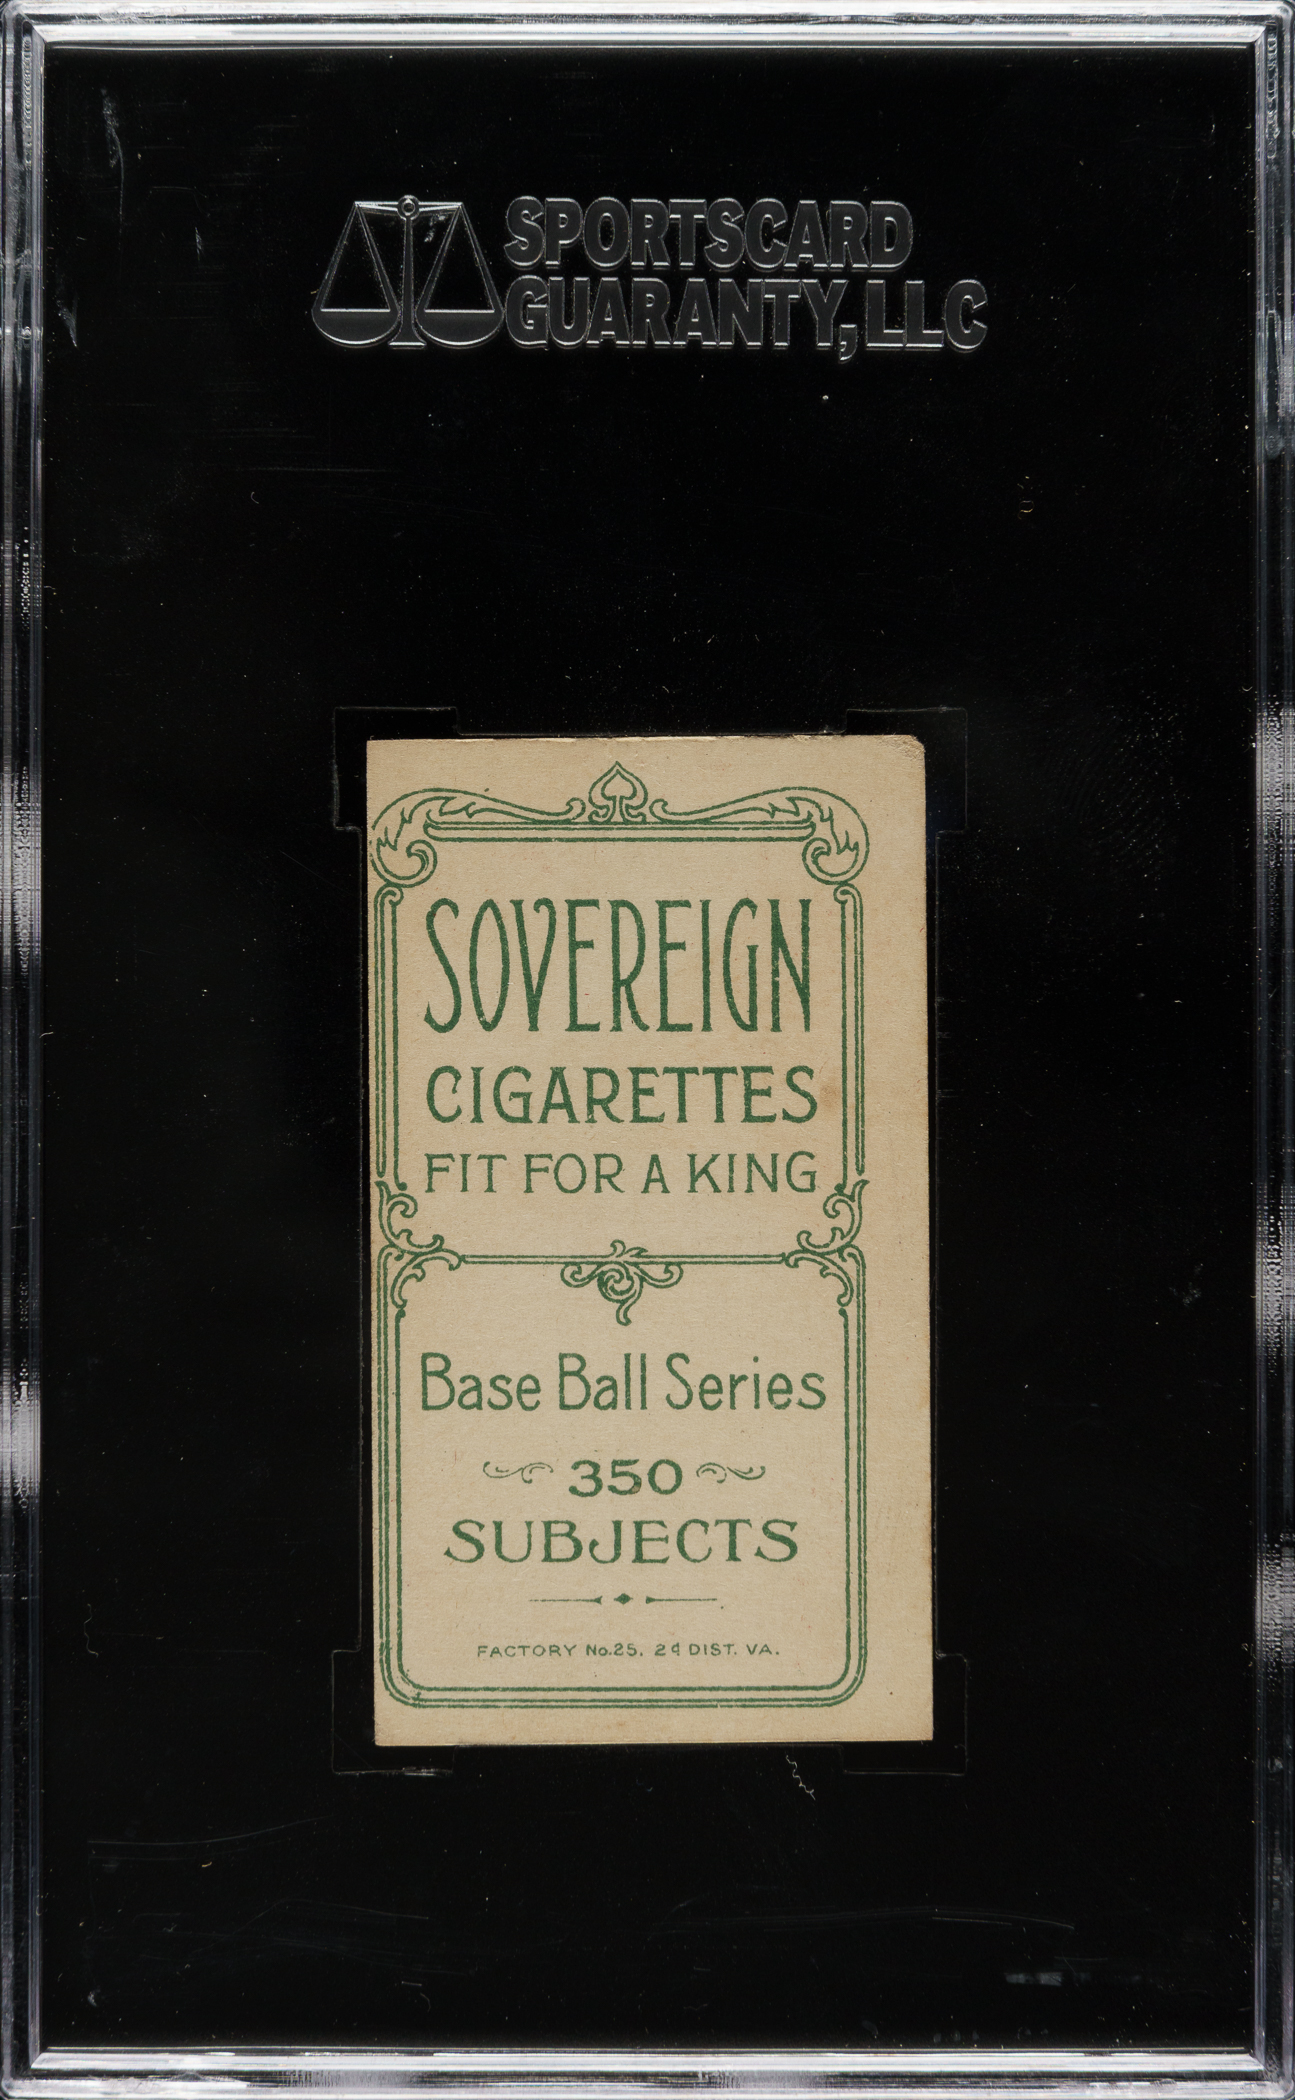 SPORTSCARD
GUARANTY, LLC
SOVEREIGN
CIGARETTES
FIT FOR A KING
Base Ball Series
350
SUBJECTS
FACTORY No.25. 2d DIST. VA.